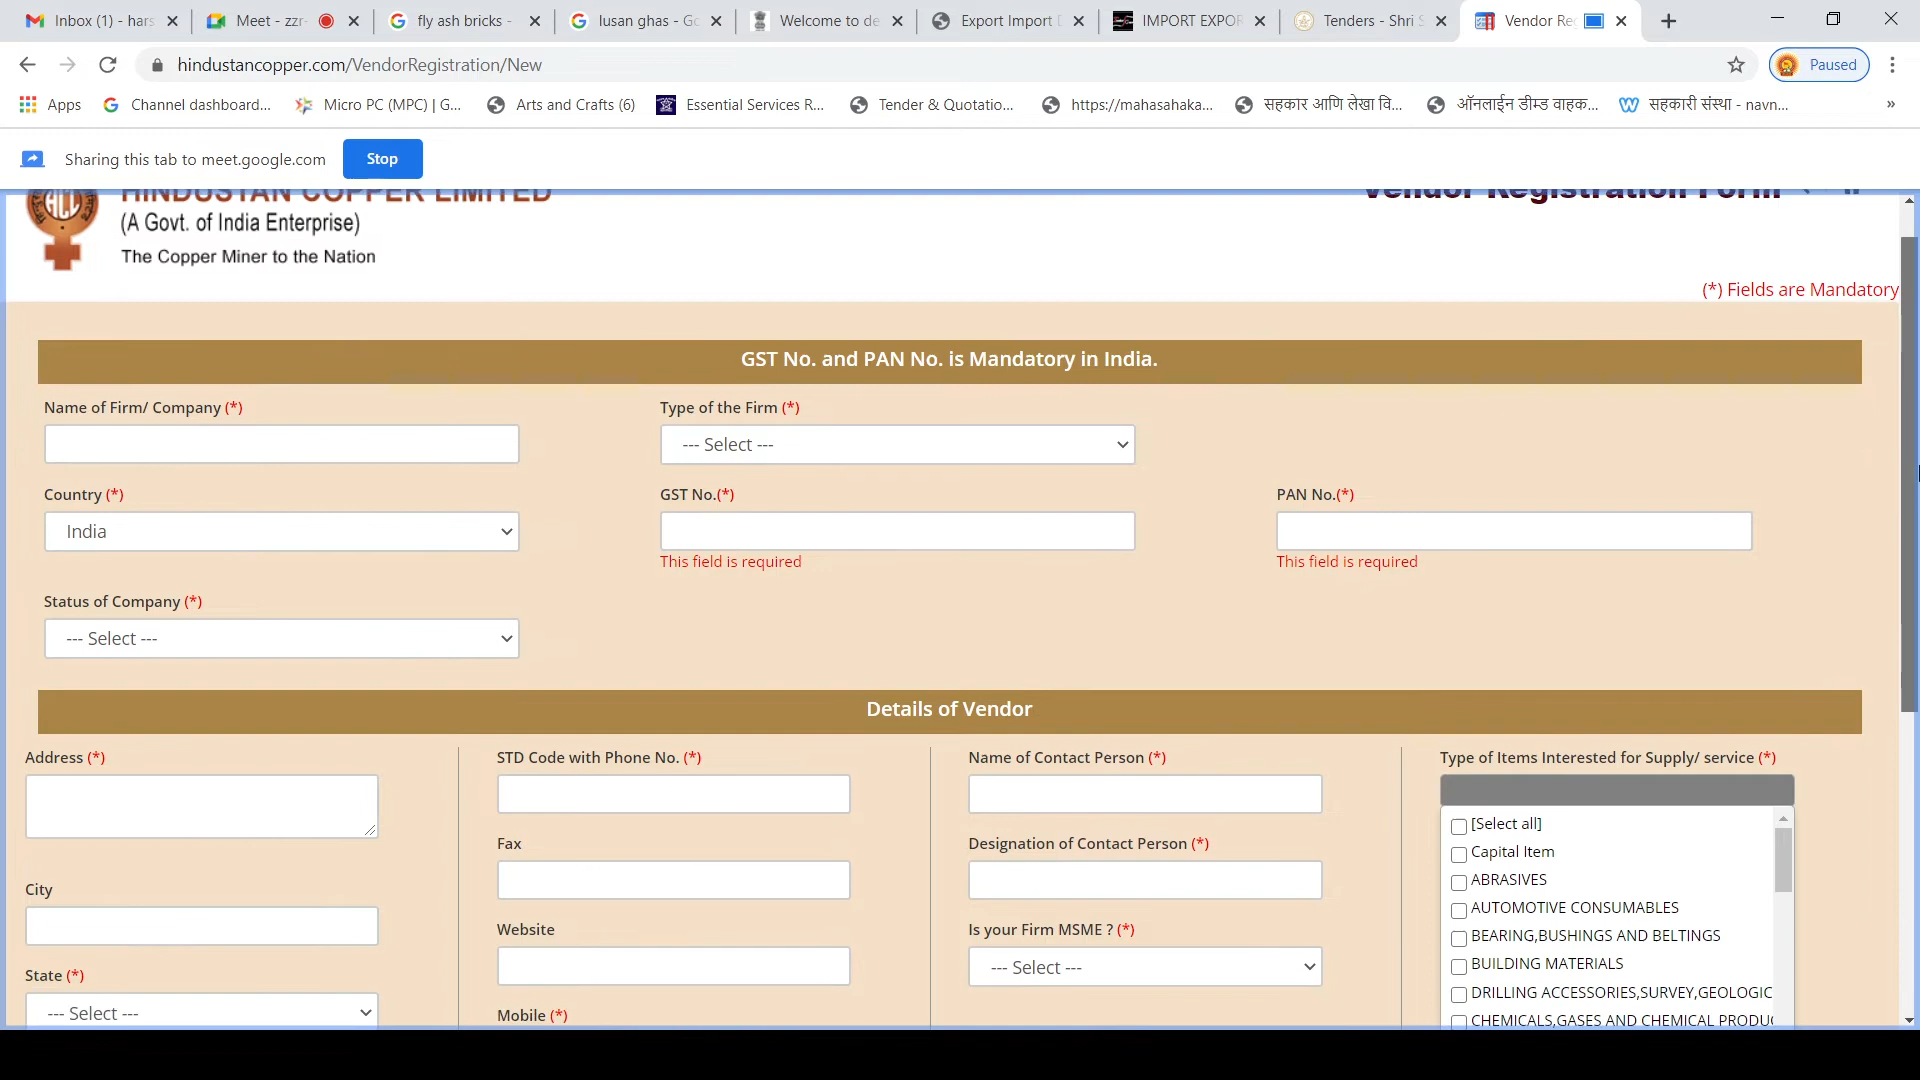 Inbox (1) - hars
Meet - zzr-
fly ash bricks -
lusan ghas - Go
Welcome to de
Export Import D
IMPORT EXPOR
Tenders - Shri S
Vendor Re
hindustancopper.com/VendorRegistration/New
Paused
Apps
Channel dashboard...
Micro PC (MPC) | G...
Arts and Crafts (6)
Essential Services R...
Tender & Quotatio...
https://mahasahaka...
सहकार आणि लेखा वि...
ऑनलाईन डीम्ड वाहक...
सहकारी संस्था - navn...
»
Sharing this tab to meet.google.com
Stop
HINDUSTAN COPPER LIMITED
Vendor Registration Form
(A Govt. of India Enterprise)
The Copper Miner to the Nation
(*) Fields are Mandatory
GST No. and PAN No. is Mandatory in India.
Name of Firm/ Company (*)
Type of the Firm (*)
--- Select ---
Country (*)
GST No.(*)
PAN No.(*)
India
This field is required
This field is required
Status of Company (*)
--- Select ---
Details of Vendor
Address (*)
STD Code with Phone No. (*)
Name of Contact Person (*)
Type of Items Interested for Supply/ service (*)
[Select all]
Fax
Designation of Contact Person (*)
Capital Item
ABRASIVES
City
AUTOMOTIVE CONSUMABLES
Website
Is your Firm MSME ? (*)
BEARING,BUSHINGS AND BELTINGS
BUILDING MATERIALS
--- Select ---
State (*)
DRILLING ACCESSORIES,SURVEY,GEOLOGIC
--- Select ---
Mobile (*)
CHEMICALS,GASES AND CHEMICAL PRODUC